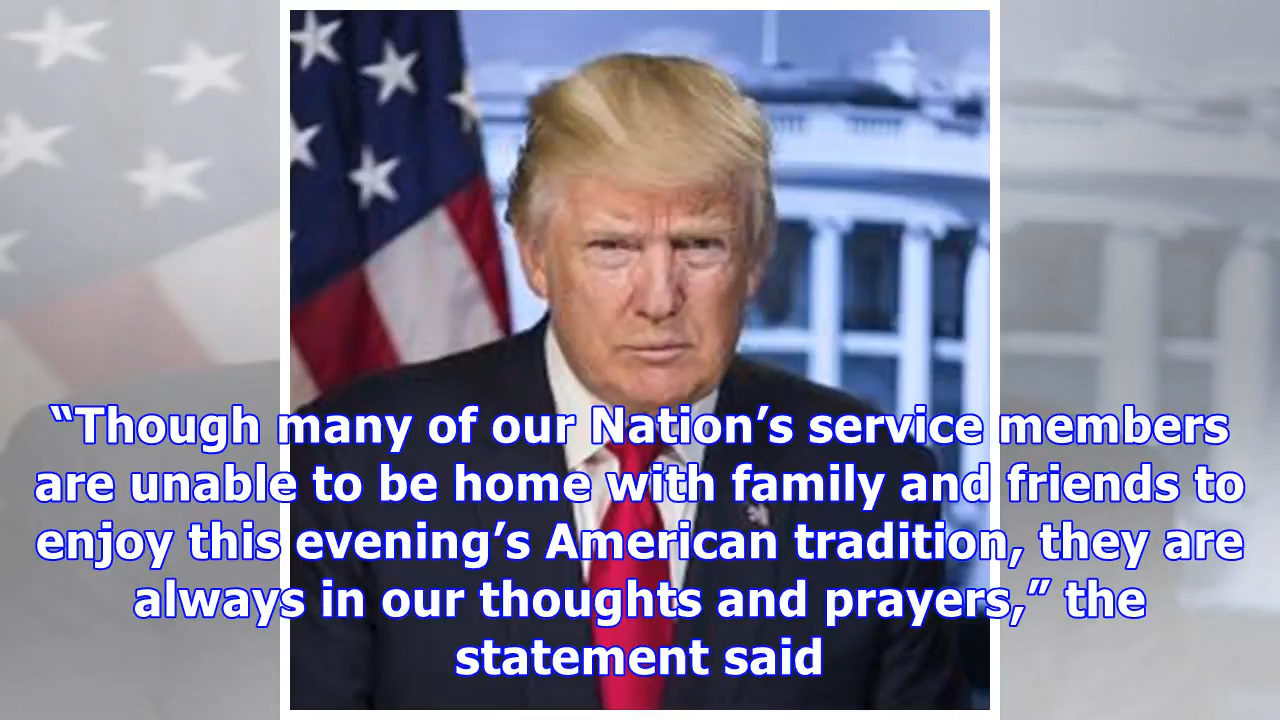 “Though many of our Nation’s service members
are unable to be home with family and friends to
enjoy this evening’s American tradition, they are
always in our thoughts and prayers,” the
statement said